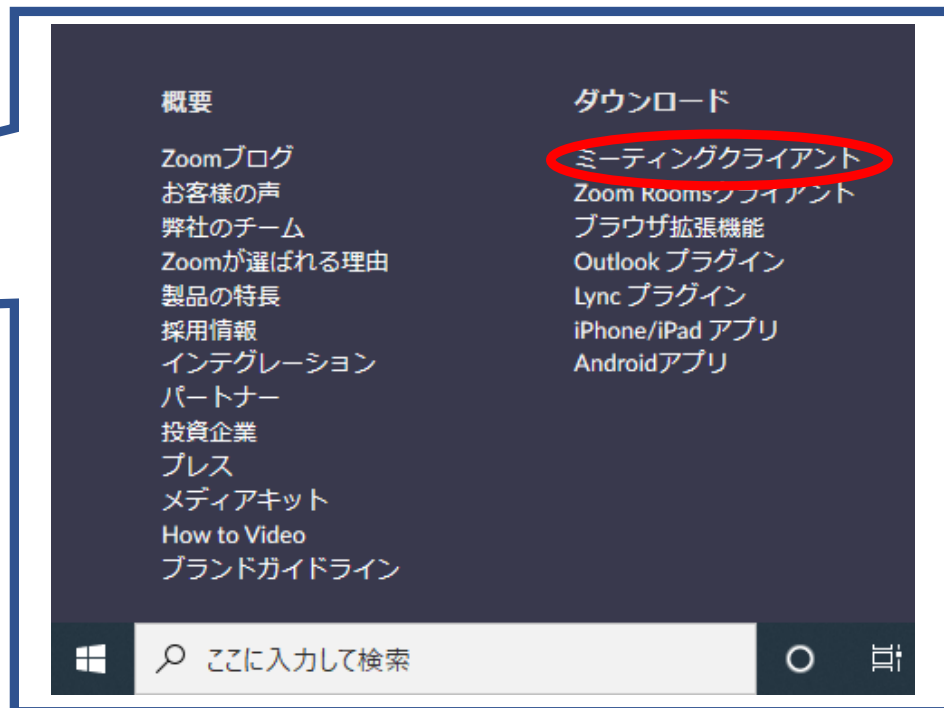 概要
Zoomブログ
お客様の声
弊社のチーム
Zoomが選ばれる理由
製品の特長
採用情報
インテグレーション
パートナー
投資企業
プレス
メディアキット
How to Video
ブランドガイドライン
ダウンロード
ミーティングクライアント
Zoom Roomsクライアント
ブラウザ拡張機能
Outlook プラグイン
Lync プラグイン
iPhone/iPad アプリ
Androidアプリ
ここに入力して検索